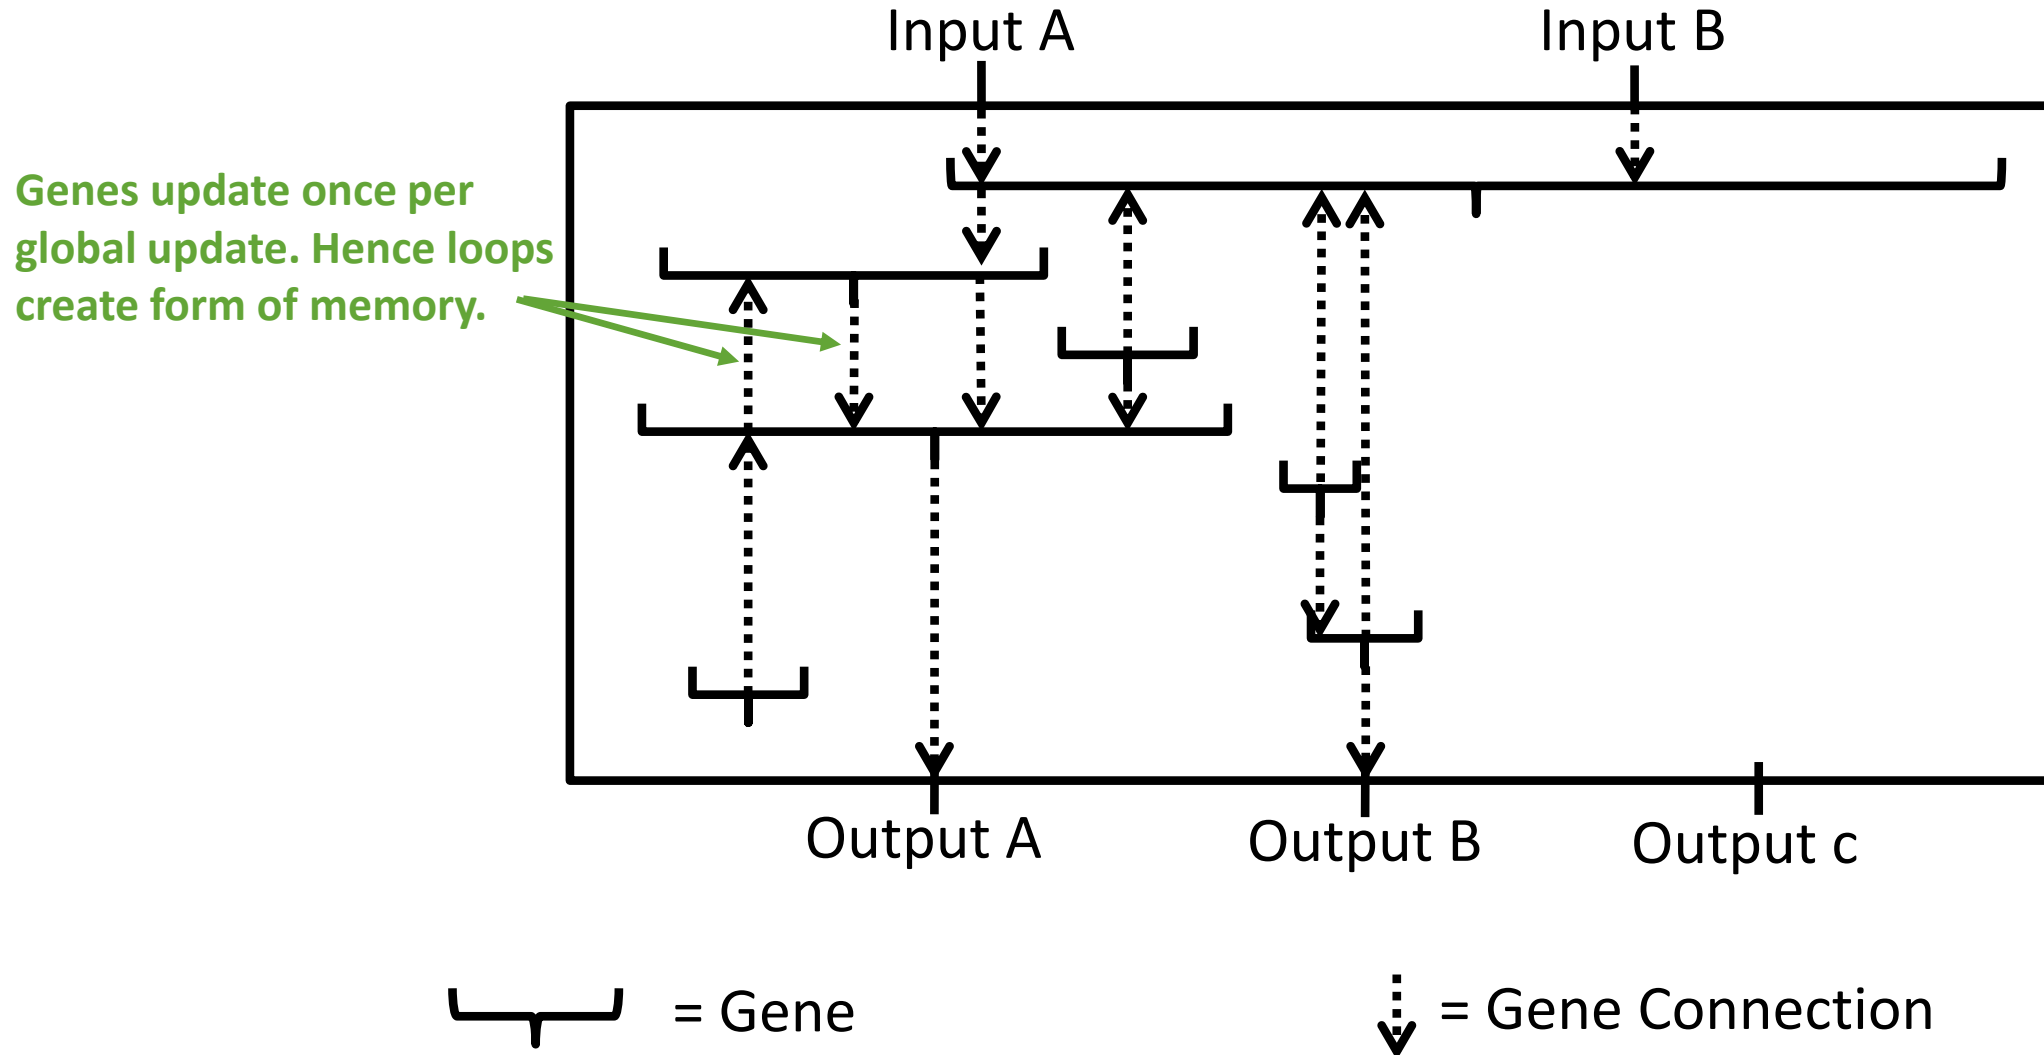 Input A
Input B
Genes update once per
global update. Hence loops
create form of memory.
Output A
Output B
Output c
= Gene
= Gene Connection